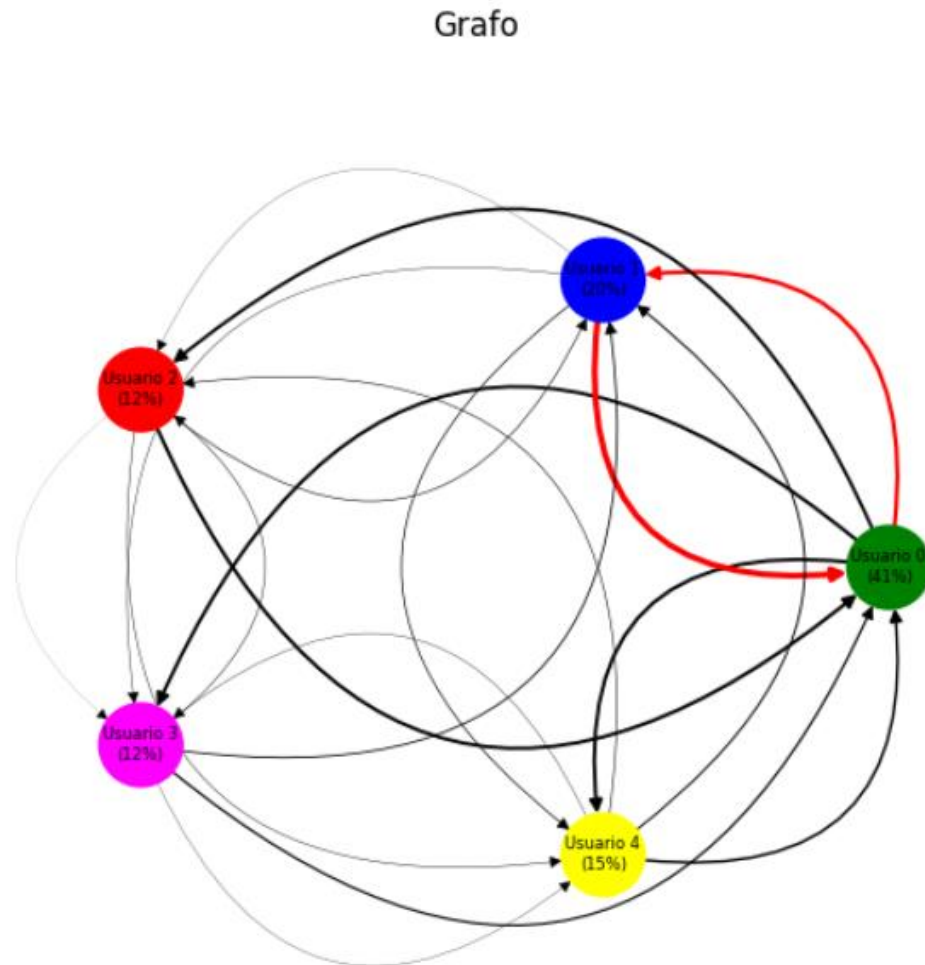 Grafo
Usuario 1
(20%)
Usuario 2
(12%)
Usuario 0
(41%)
Usuario 3
(12%)
Usuario 4
(15%)